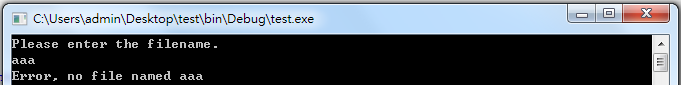 C:\Users\admin\Desktop\test\bin\Debug\test.exe
Please enter the filename.
aaa
Error, no file named aaa